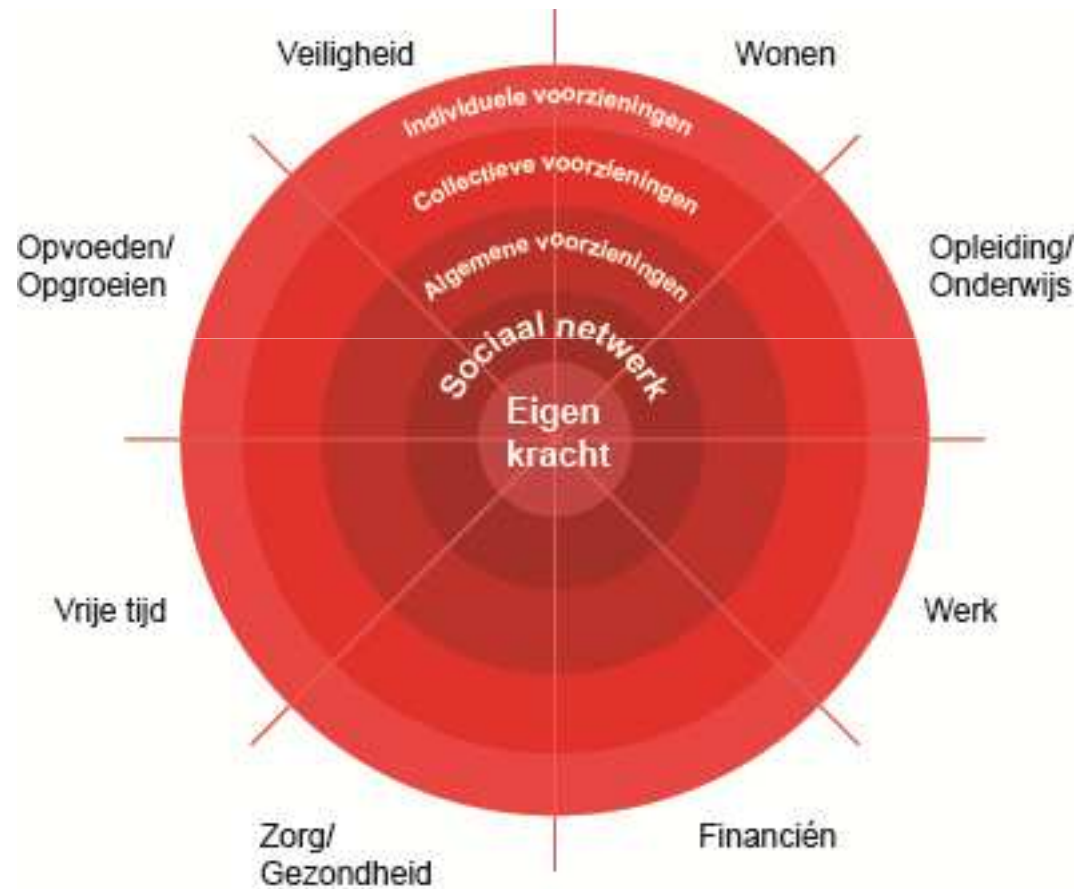 Veiligheid
Wonen
Individuele voorzieningen
Collectieve voorzieningen
Opvoeden/
Opgroeien
Opleiding/
Onderwijs
Algemene voorzieningen
Sociaal netwerk
Eigen
kracht
Vrije tijd
Werk
Zorg/
Gezondheid
Financién